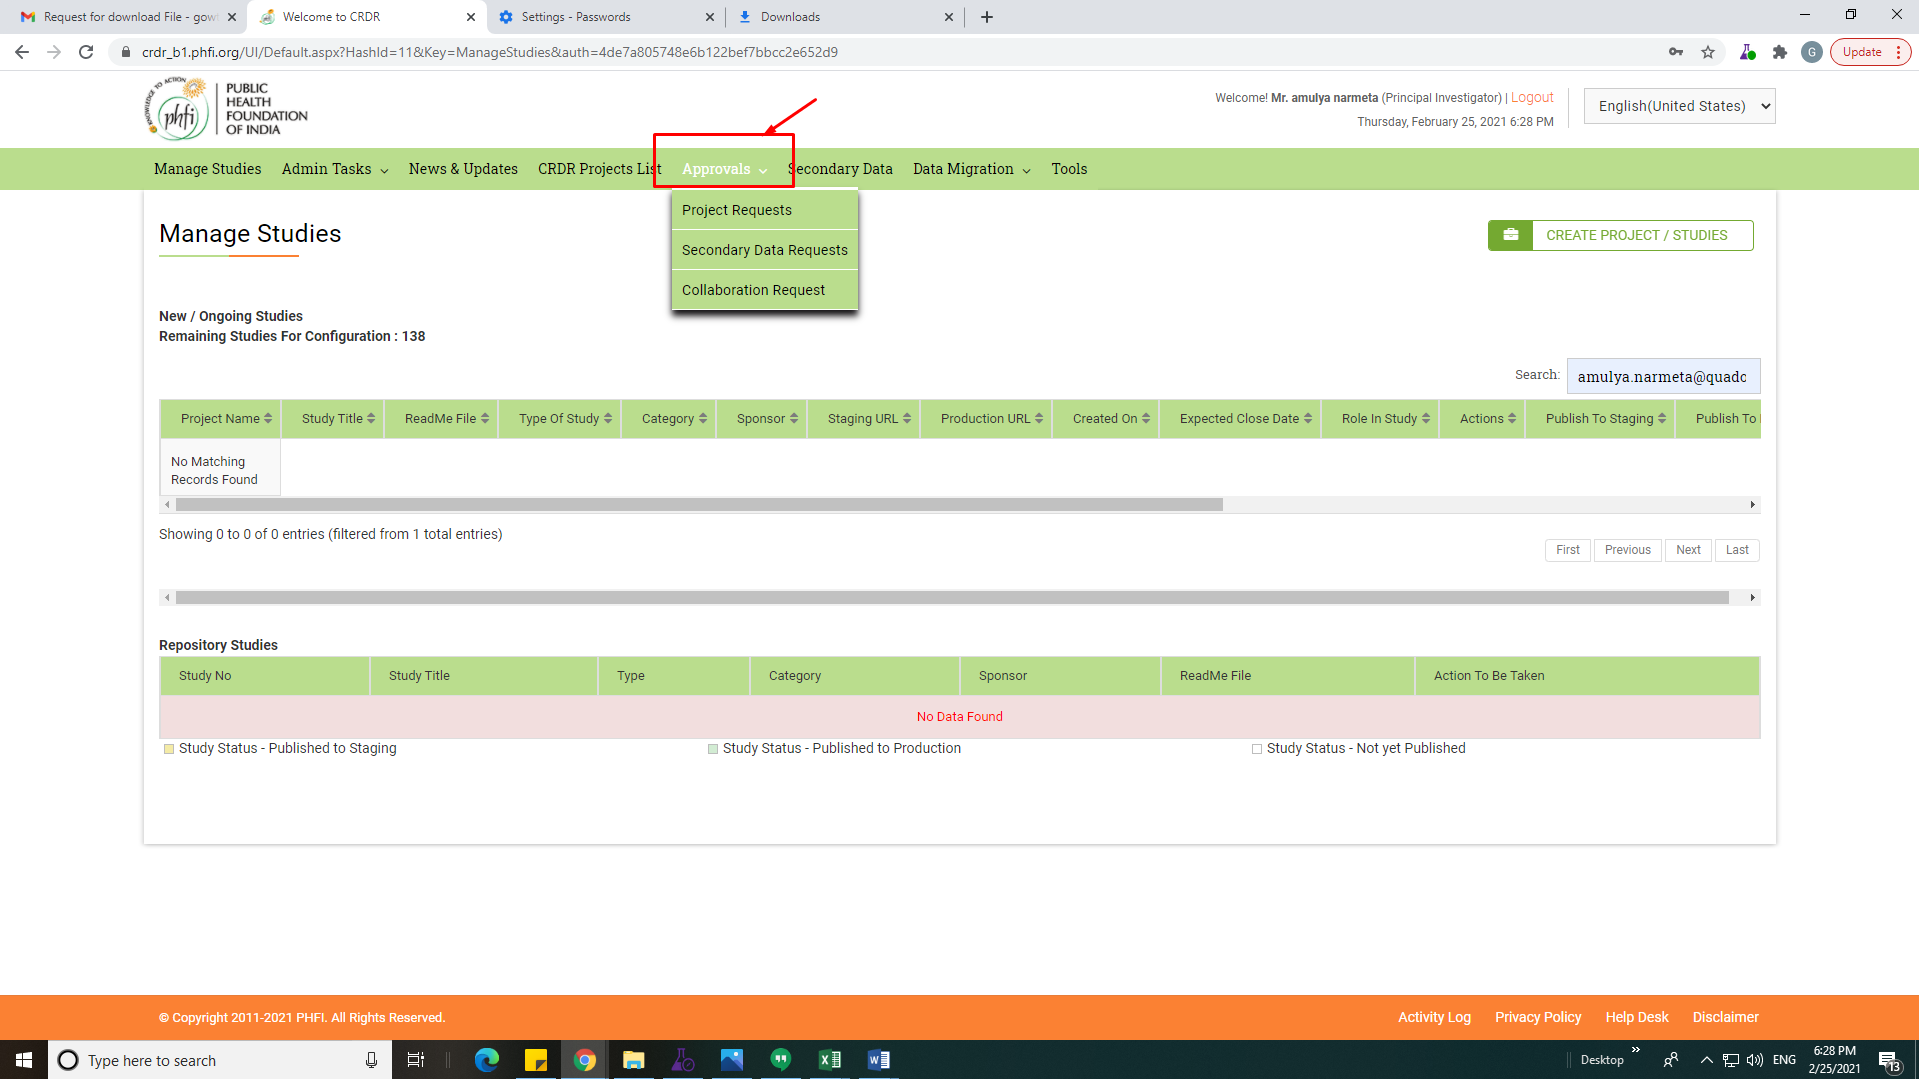 Request for download File - gow
Welcome to CRDR
Settings - Passwords
Downloads
crdr_b1.phfi.org/UI/Default.aspx?HashId=11&Key=ManageStudies&auth=4de7a805748e6b122bef7bbcc2e652d9
G
Update
KNOWLEDGE TO ACTION
phfi
PUBLIC
HEALTH
FOUNDATION
OF INDIA
Welcome! Mr. amulya narmeta (Principal Investigator) | Logout
Thursday, February 25, 2021 6:28 PM
English(United States)
Manage Studies
Admin Tasks
News & Updates
CRDR Projects List
Approvals
Secondary Data
Data Migration
Tools
Project Requests
Secondary Data Requests
Collaboration Request
Manage Studies
CREATE PROJECT / STUDIES
New / Ongoing Studies
Remaining Studies For Configuration : 138
Search: amulya.narmeta@quadc
Project Name
Study Title
ReadMe File
Type Of Study
Category
Sponsor
Staging URL
Production URL
Created On
Expected Close Date
Role In Study
Actions
Publish To Staging
Publish To
No Matching
Records Found
Showing 0 to 0 of 0 entries (filtered from 1 total entries)
First
Previous
Next
Last
Repository Studies
Study No
Study Title
Type
Category
Sponsor
ReadMe File
Action To Be Taken
No Data Found
Study Status - Published to Staging
Study Status - Published to Production
Study Status - Not yet Published
© Copyright 2011-2021 PHFI. All Rights Reserved.
Activity Log
Privacy Policy
Help Desk
Disclaimer
Type here to search
Desktop
ENG
6:28 PM
2/25/2021
13